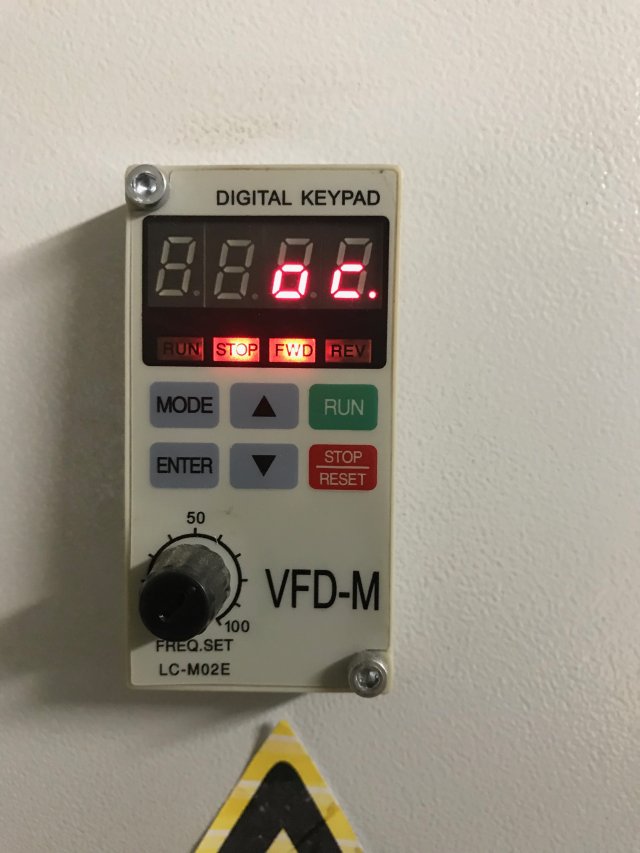 DIGITAL KEYPAD
oc.
RUN STOP FWD REV
MODE ▲ RUN
ENTER ▼ STOP
RESET
50
100
VFD-M
FREQ.SET
LC-M02E